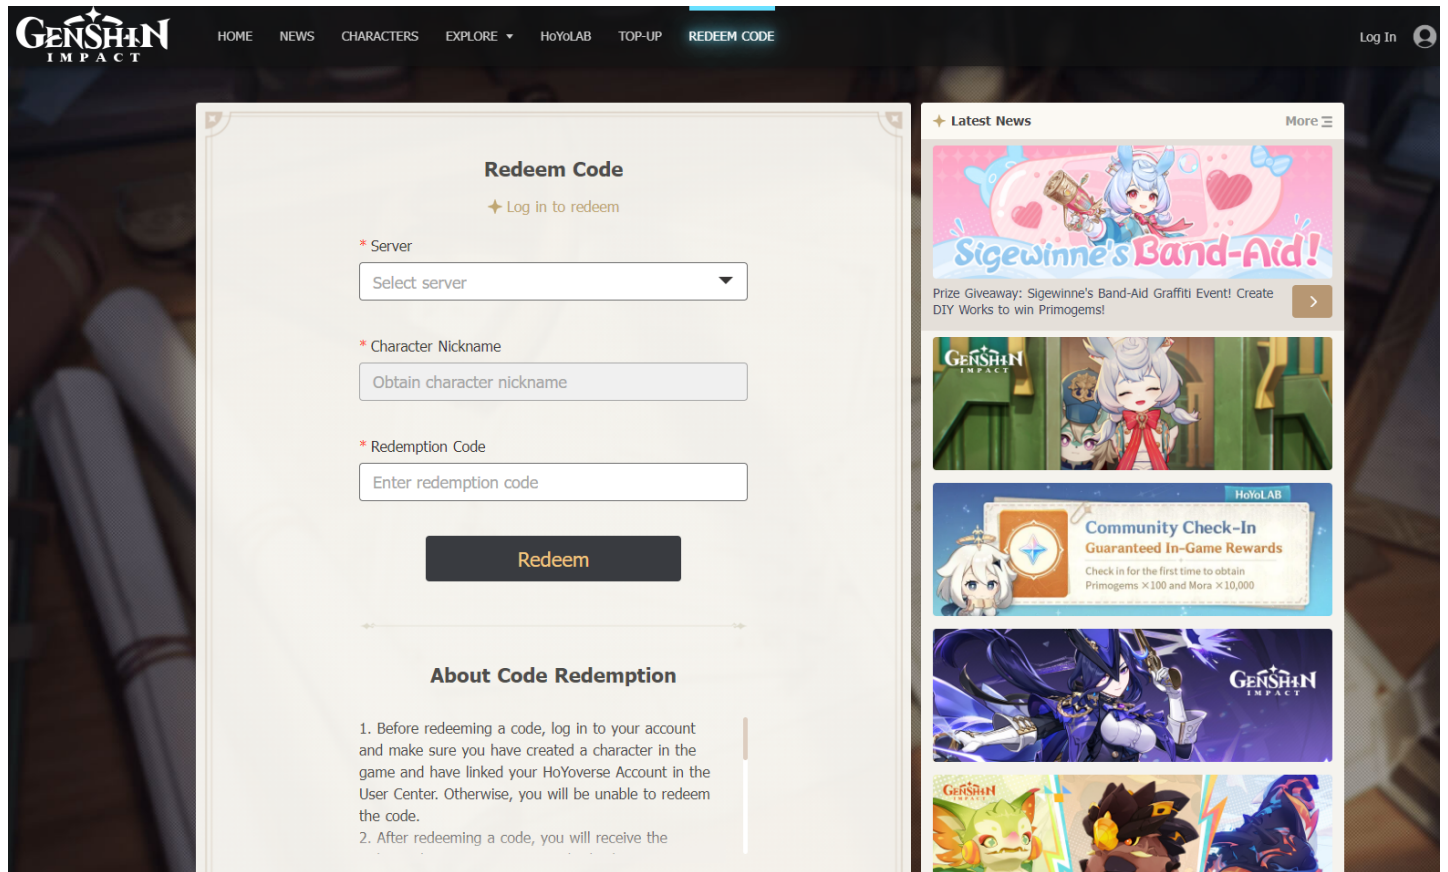 GENSHIN
IMPACT
HOME
NEWS
CHARACTERS
EXPLORE
HoYoLAB
TOP-UP
REDEEM CODE
Log In
Redeem Code
Log in to redeem
* Server
Select server
* Character Nickname
Obtain character nickname
* Redemption Code
Enter redemption code
Redeem
About Code Redemption
1. Before redeeming a code, log in to your account
and make sure you have created a character in the
game and have linked your HoYoverse Account in the
User Center. Otherwise, you will be unable to redeem
the code.
2. After redeeming a code, you will receive the
Latest News
More
Sigewinne's Band-Aid!
Prize Giveaway: Sigewinne's Band-Aid Graffiti Event! Create
DIY Works to win Primogems!
GENSHIN
IMPACT
HoYoLAB
Community Check-In
Guaranteed In-Game Rewards
Check in for the first time to obtain
Primogems ×100 and Mora ×10,000
GENSHIN
IMPACT
GENSHIN
IMPACT